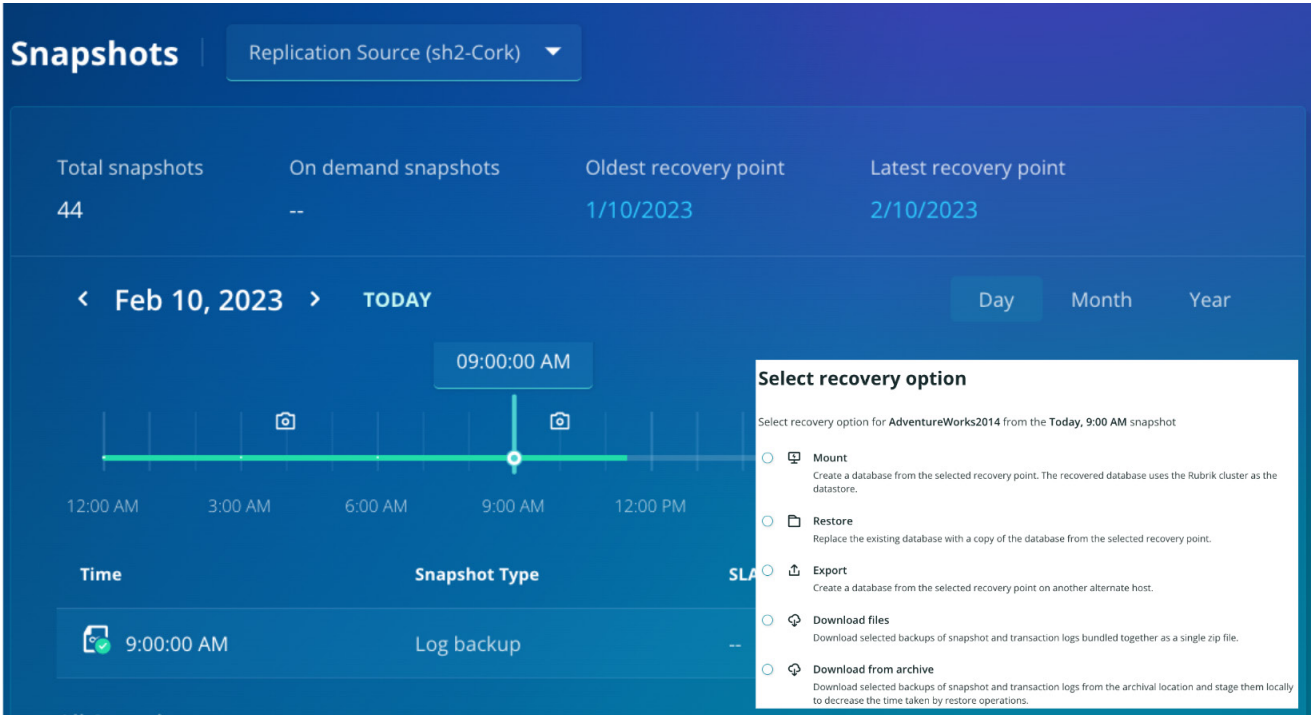 Snapshots
Replication Source (sh2-Cork)
Total snapshots
On demand snapshots
Oldest recovery point
Latest recovery point
44
--
1/10/2023
2/10/2023
Feb 10, 2023
TODAY
Day
Month
Year
09:00:00 AM
12:00 AM
3:00 AM
6:00 AM
9:00 AM
12:00 PM
Time
Snapshot Type
SLA
9:00:00 AM
Log backup
--
Select recovery option
Select recovery option for AdventureWorks2014 from the Today, 9:00 AM snapshot
Mount
Create a database from the selected recovery point. The recovered database uses the Rubrik cluster as the
datastore.
Restore
Replace the existing database with a copy of the database from the selected recovery point.
Export
Create a database from the selected recovery point on another alternate host.
Download files
Download selected backups of snapshot and transaction logs bundled together as a single zip file.
Download from archive
Download selected backups of snapshot and transaction logs from the archival location and stage them locally
to decrease the time taken by restore operations.